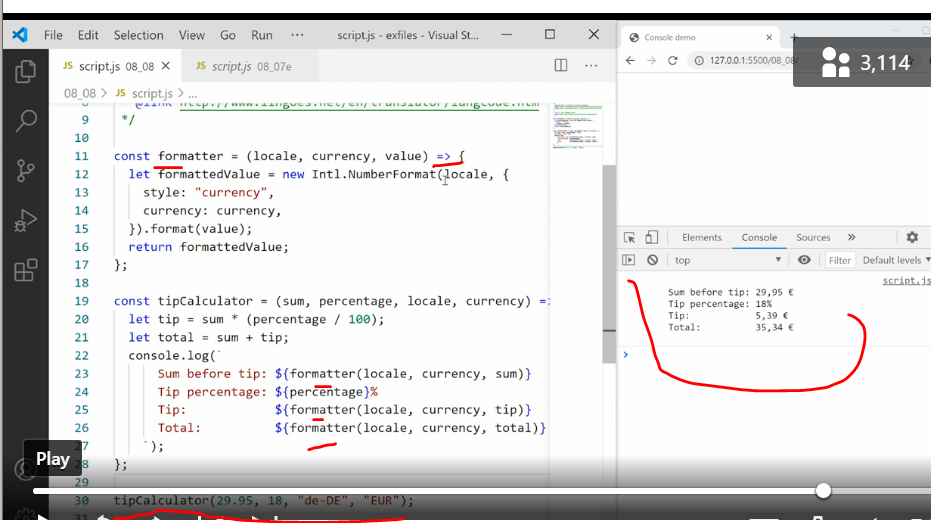 File Edit Selection View Go Run ··· script.js - exfiles - Visual St...
JS script.js 08_08 JS script.js 08_07e ···
08_08 > JS script.js > ...
Console demo
127.0.0.1:5500/08_08/
3,114
@link http://www.lingoes.net/en/translator/langcode.htm
9 */
10
11 const formatter = (locale, currency, value) => {
12 let formattedValue = new Intl.NumberFormat(locale, {
13 style: "currency",
14 currency: currency,
15 }).format(value);
16 return formattedValue;
17 };
18
19 const tipCalculator = (sum, percentage, locale, currency) =>
20 let tip = sum * (percentage / 100);
21 let total = sum + tip;
22 console.log(`
23 Sum before tip: ${formatter(locale, currency, sum)}
24 Tip percentage: ${percentage}%
25 Tip: ${formatter(locale, currency, tip)}
26 Total: ${formatter(locale, currency, total)}
27 `);
28 };
29
30 tipCalculator(29.95, 18, "de-DE", "EUR");
Play
Elements Console Sources »
top Filter Default levels
script.js
Sum before tip: 29,95 €
Tip percentage: 18%
Tip: 5,39 €
Total: 35,34 €